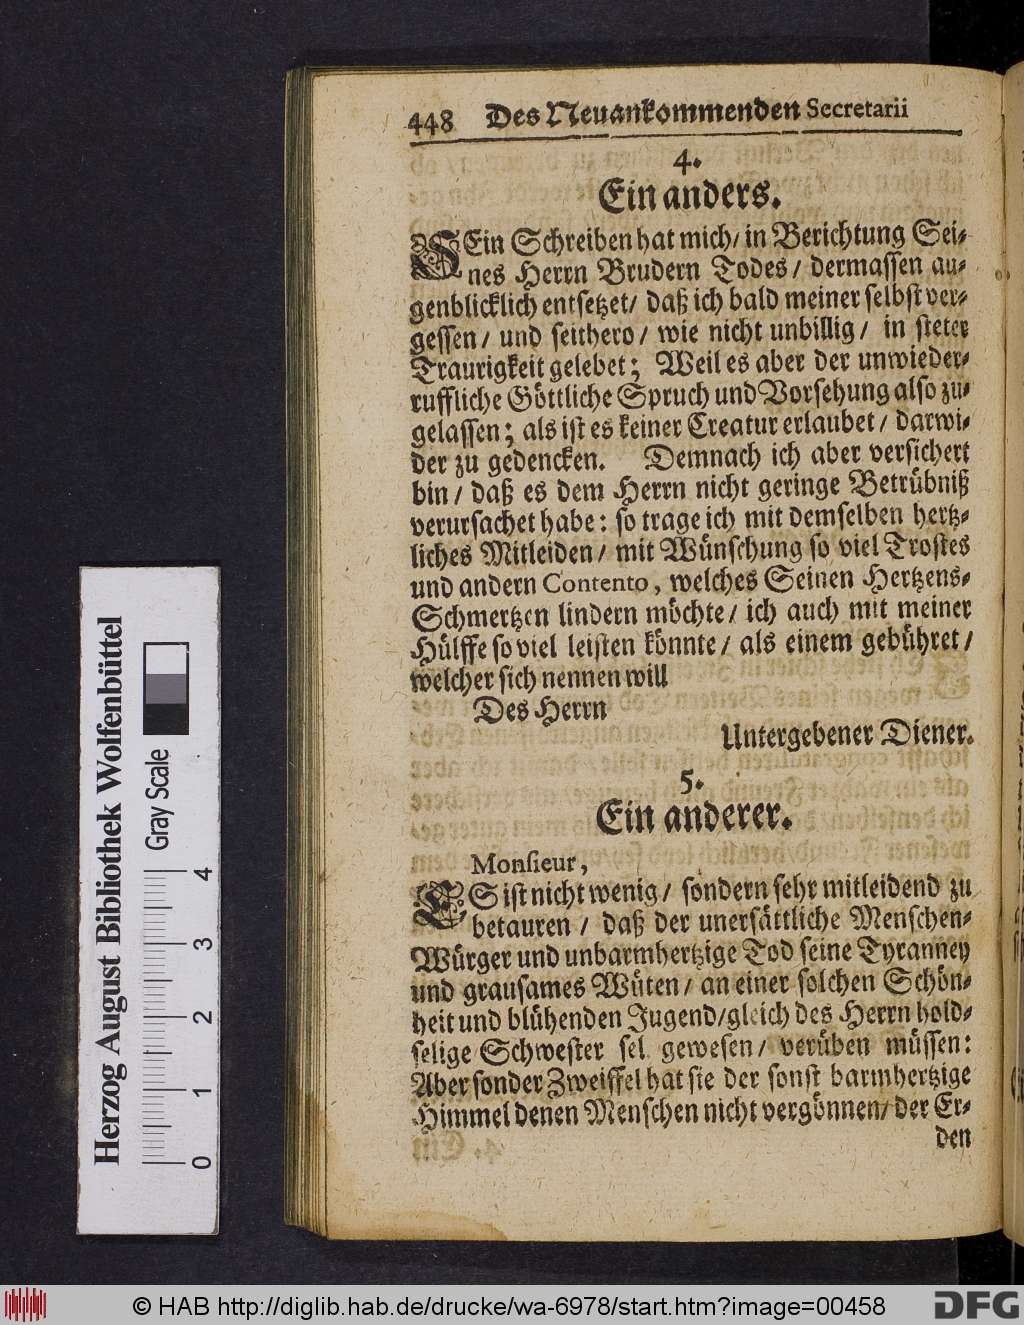 448 Des Neuankommenden Secretarii
4.
Ein anders.
SEin Schreiben hat mich/ in Berichtung Sei-
nes Herrn Brudern Todes/ dermassen au-
genblicklich entsetzet/ daß ich bald meiner selbst ver-
gessen/ und seithero/ wie nicht unbillig/ in steter
Traurigkeit gelebet; Weil es aber der unwieder-
ruffliche Göttliche Spruch und Vorsehung also zu-
gelassen; als ist es keiner Creatur erlaubet/ darwi-
der zu gedencken. Demnach ich aber versichert
bin/ daß es dem Herrn nicht geringe Betrübniß
verursachet habe: so trage ich mit demselben hertz-
liches Mitleiden/ mit Wünschung so viel Trostes
und andern Contento, welches Seinen Hertzens-
Schmertzen lindern möchte/ ich auch mit meiner
Hülffe so viel leisten könnte/ als einem gebühret/
welcher sich nennen will
Des Herrn
Untergebener Diener.
5.
Ein anderer.
Monsieur,
ES ist nicht wenig/ sondern sehr mitleidend zu
betauren/ daß der unersättliche Menschen-
Würger und unbarmhertzige Tod seine Tyranney
und grausames Wüten/ an einer solchen Schön-
heit und blühenden Jugend/gleich des Herrn hold-
selige Schwester sel gewesen/ verüben müssen:
Aber sonder Zweiffel hat sie der sonst barmhertzige
Himmel denen Menschen nicht vergönnen/ der Er-
den
Herzog August Bibliothek Wolfenbüttel
Gray Scale
0 1 2 3 4
© HAB http://diglib.hab.de/drucke/wa-6978/start.htm?image=00458
DFG